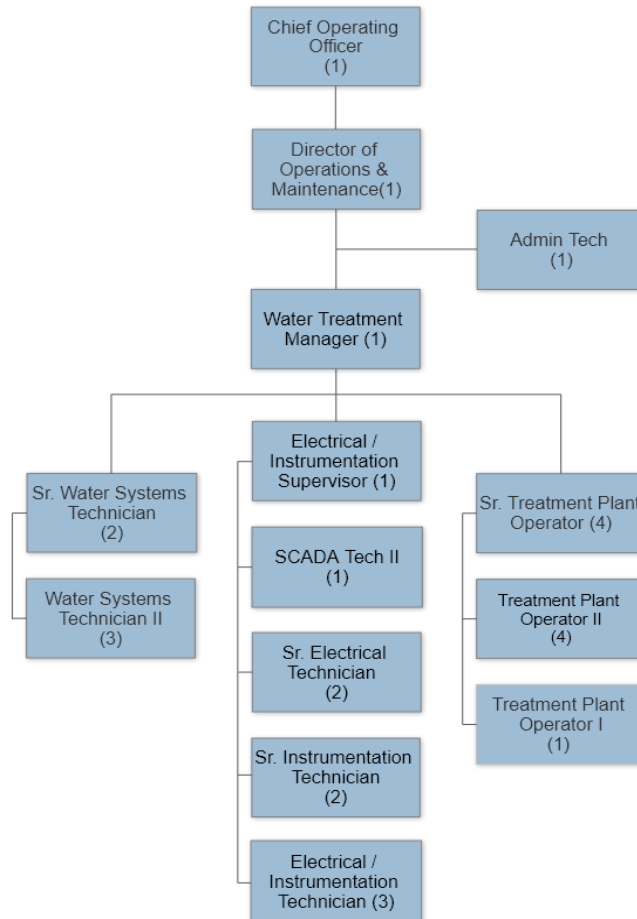 Chief Operating
Officer
(1)
Director of
Operations &
Maintenance(1)
Admin Tech
(1)
Water Treatment
Manager (1)
Sr. Water Systems
Technician
(2)
Water Systems
Technician II
(3)
Electrical /
Instrumentation
Supervisor (1)
SCADA Tech II
(1)
Sr. Electrical
Technician
(2)
Sr. Instrumentation
Technician
(2)
Electrical /
Instrumentation
Technician (3)
Sr. Treatment Plant
Operator (4)
Treatment Plant
Operator II
(4)
Treatment Plant
Operator I
(1)